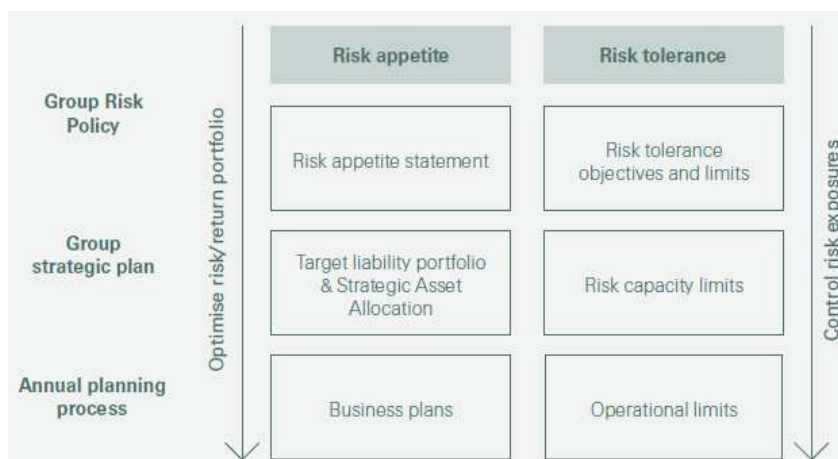 Risk appetite
Risk tolerance
Group Risk
Policy
Risk appetite statement
Risk tolerance
objectives and limits
Group
strategic plan
Target liability portfolio
& Strategic Asset
Allocation
Risk capacity limits
Annual planning
process
Business plans
Operational limits
Optimise risk/return portfolio
Control risk exposures